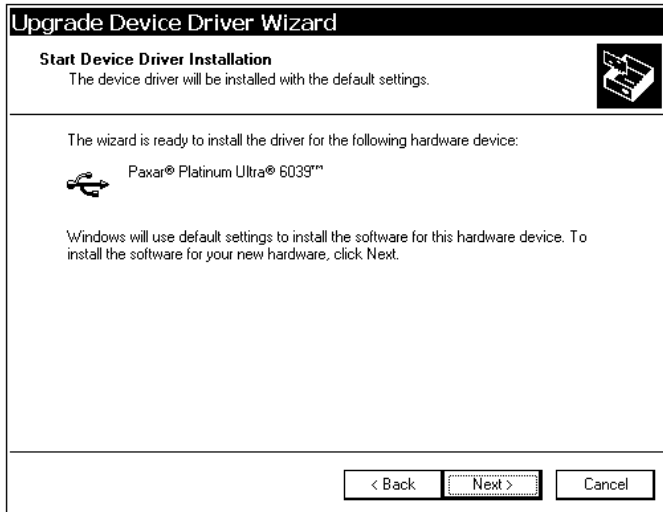 Upgrade Device Driver Wizard
Start Device Driver Installation
The device driver will be installed with the default settings.
The wizard is ready to install the driver for the following hardware device:
Paxar® Platinum Ultra® 6039™
Windows will use default settings to install the software for this hardware device. To
install the software for your new hardware, click Next.
< Back
Next >
Cancel